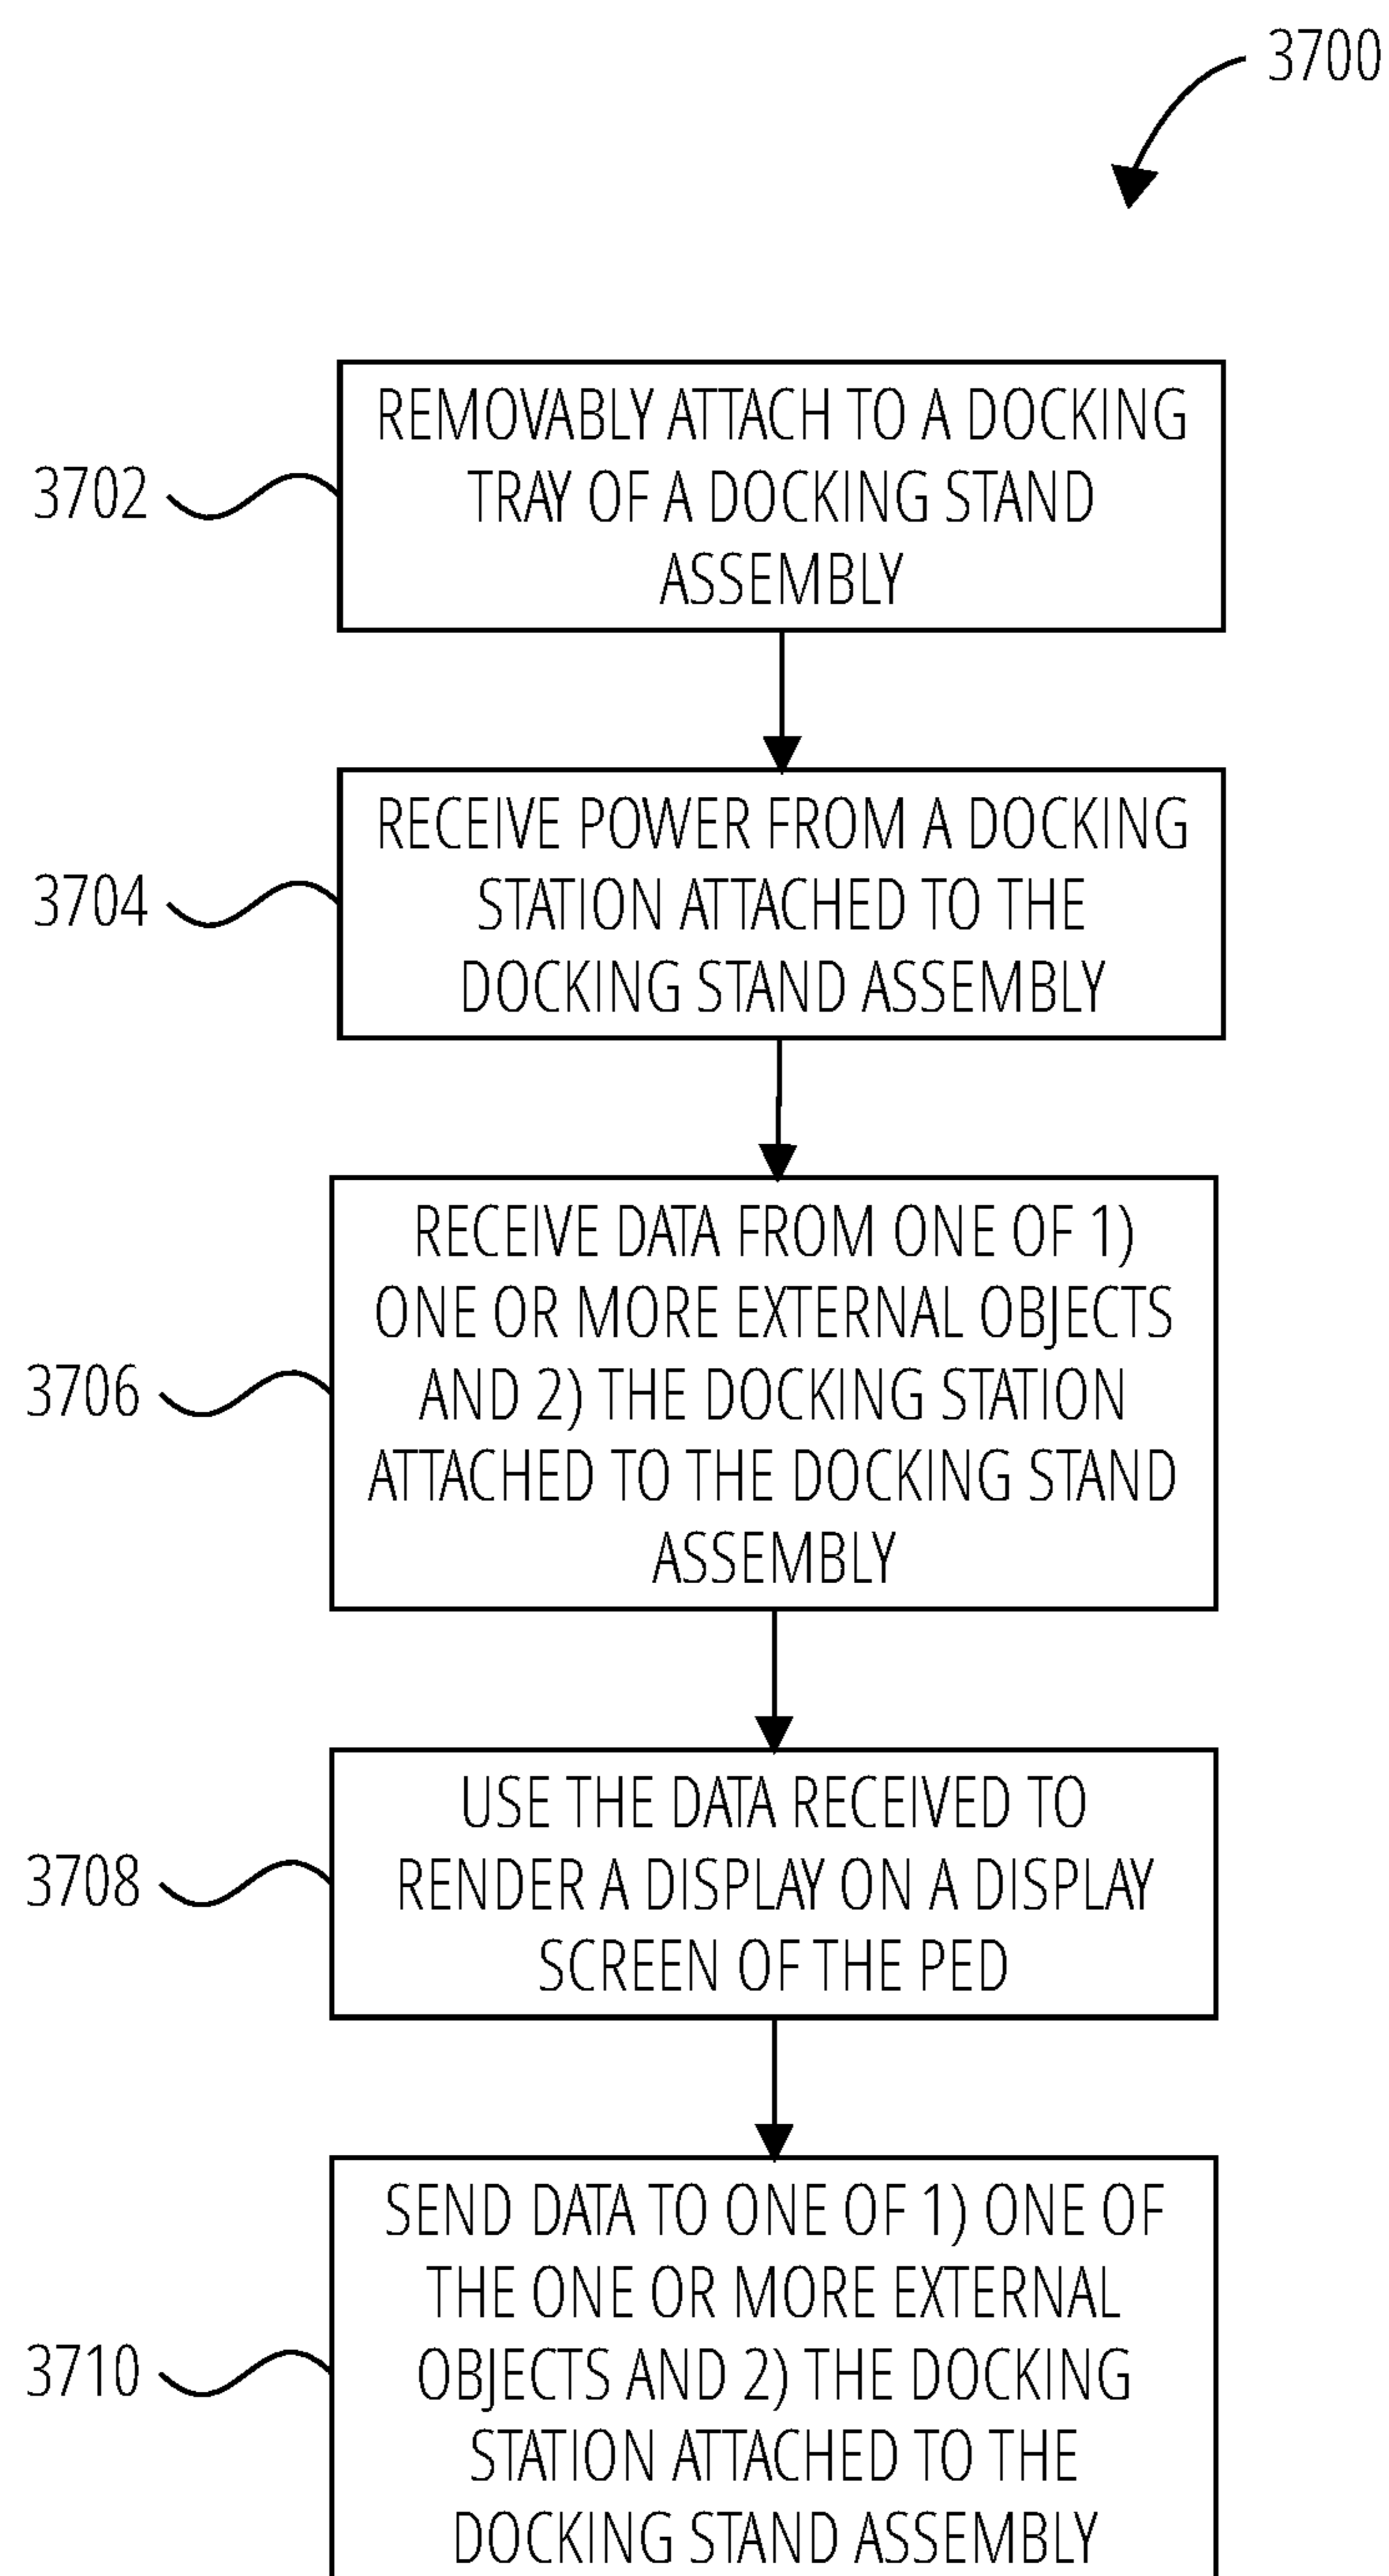 3700
REMOVABLY ATTACH TO A DOCKING
TRAY OF A DOCKING STAND
ASSEMBLY
3702
RECEIVE POWER FROM A DOCKING
STATION ATTACHED TO THE
DOCKING STAND ASSEMBLY
3704
RECEIVE DATA FROM ONE OF 1)
ONE OR MORE EXTERNAL OBJECTS
AND 2) THE DOCKING STATION
ATTACHED TO THE DOCKING STAND
ASSEMBLY
3706
USE THE DATA RECEIVED TO
RENDER A DISPLAY ON A DISPLAY
SCREEN OF THE PED
3708
SEND DATA TO ONE OF 1) ONE OF
THE ONE OR MORE EXTERNAL
OBJECTS AND 2) THE DOCKING
STATION ATTACHED TO THE
DOCKING STAND ASSEMBLY
3710